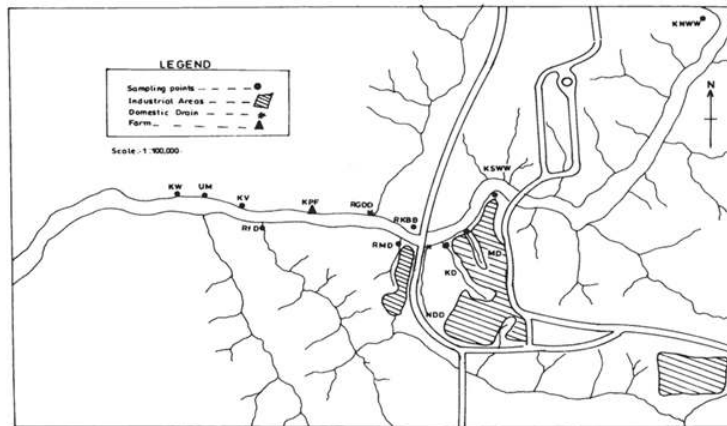 KNWW
LEGEND
Sampling points
Industrial Areas
Domestic Drain
Farm
N
Scale :- 1 :100,000
KSWW
KW
UM
KV
KPF
RGDD
RKBB
RfD
RMD
MD
KD
NDD